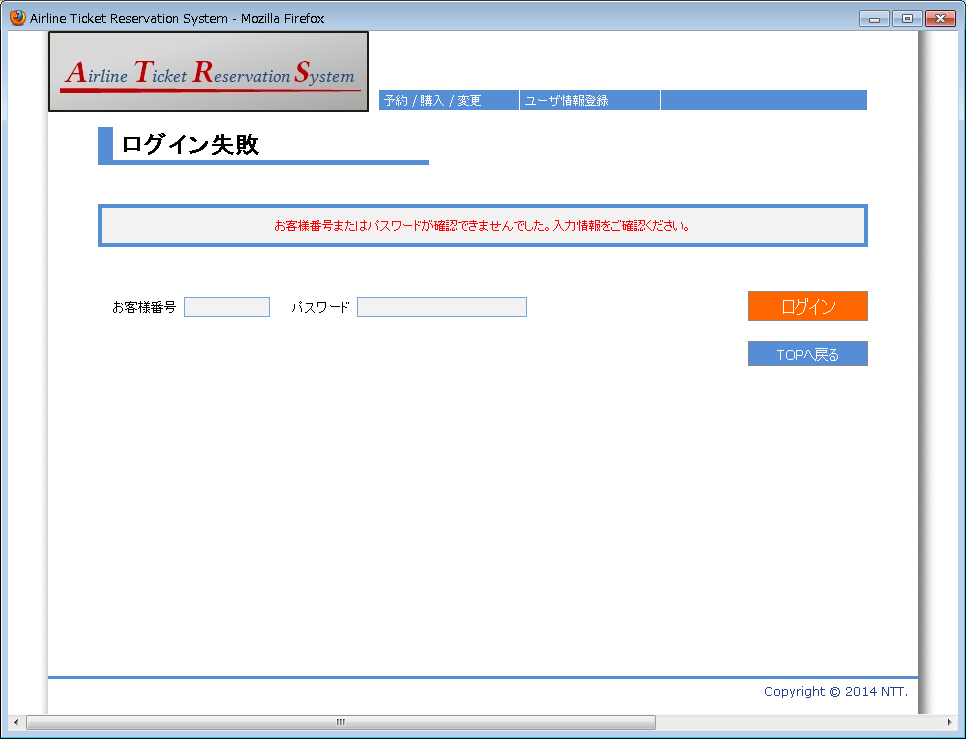 Airline Ticket Reservation System - Mozilla Firefox
Airline Ticket Reservation System
予約 / 購入 / 変更 ユーザ情報登録
ログイン失敗
お客様番号またはパスワードが確認できませんでした。入力情報をご確認ください。
お客様番号 パスワード ログイン
TOPへ戻る
Copyright © 2014 NTT.